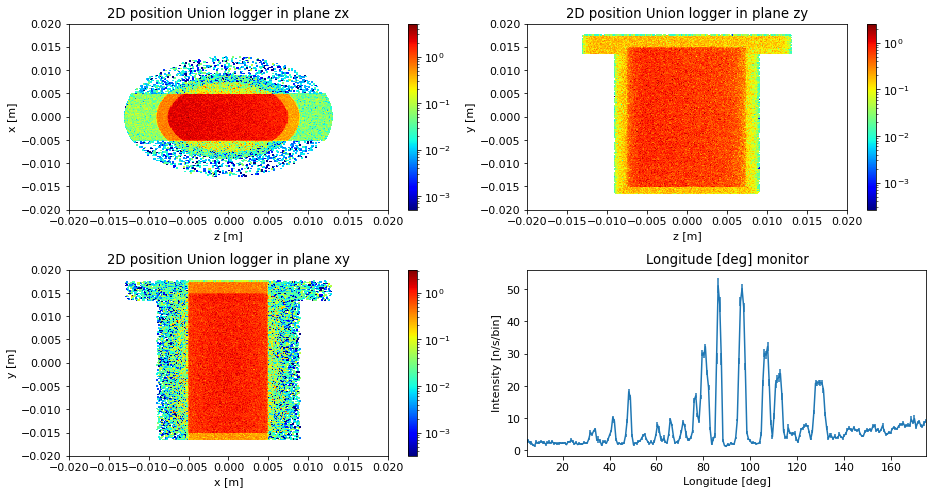 2D position Union logger in plane zx
0.020
0.015
0.010
0.005
0.000
−0.005
−0.010
−0.015
−0.020
x [m]
−0.020 −0.015 −0.010 −0.005 0.000 0.005 0.010 0.015 0.020
z [m]
10⁰
10⁻¹
10⁻²
10⁻³
2D position Union logger in plane zy
0.020
0.015
0.010
0.005
0.000
−0.005
−0.010
−0.015
−0.020
y [m]
−0.020 −0.015 −0.010 −0.005 0.000 0.005 0.010 0.015 0.020
z [m]
10⁰
10⁻¹
10⁻²
10⁻³
2D position Union logger in plane xy
0.020
0.015
0.010
0.005
0.000
−0.005
−0.010
−0.015
−0.020
y [m]
−0.020 −0.015 −0.010 −0.005 0.000 0.005 0.010 0.015 0.020
x [m]
10⁰
10⁻¹
10⁻²
10⁻³
Longitude [deg] monitor
50
40
30
20
10
0
Intensity [n/s/bin]
20 40 60 80 100 120 140 160
Longitude [deg]